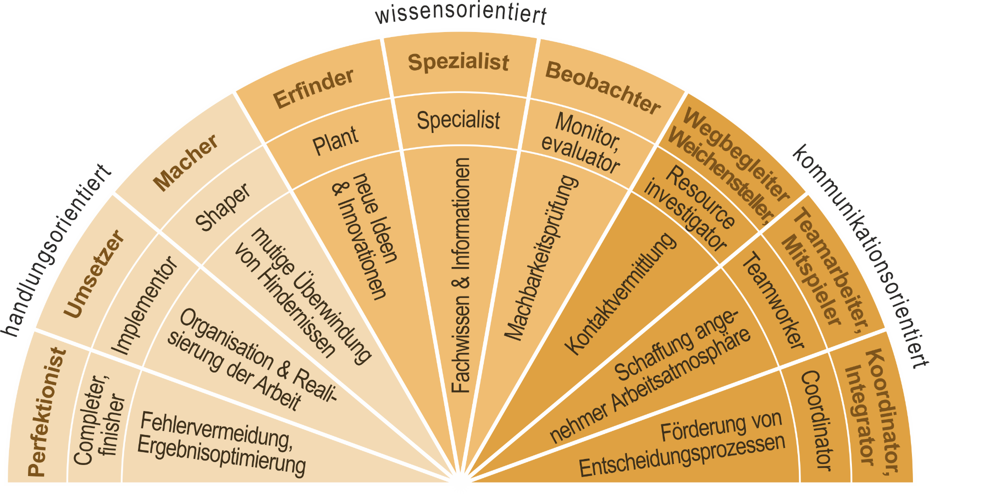 handlungsorientiert
wissensorientiert
kommunikationsorientiert
Perfektionist
Completer,
finisher
Fehlervermeidung,
Ergebnisoptimierung
Umsetzer
Implementor
Organisation & Reali-
sierung der Arbeit
Macher
Shaper
mutige Überwindung
von Hindernissen
Erfinder
Plant
neue Ideen
& Innovationen
Spezialist
Specialist
Fachwissen & Informationen
Beobachter
Monitor,
evaluator
Machbarkeitsprüfung
Wegbegleiter
Weichensteller,
Resource
investigator
Kontaktvermittlung
Teamarbeiter,
Mitspieler
Teamworker
Schaffung ange-
nehmer Arbeitsatmosphäre
Koordinator,
Integrator
Coordinator
Förderung von
Entscheidungsprozessen